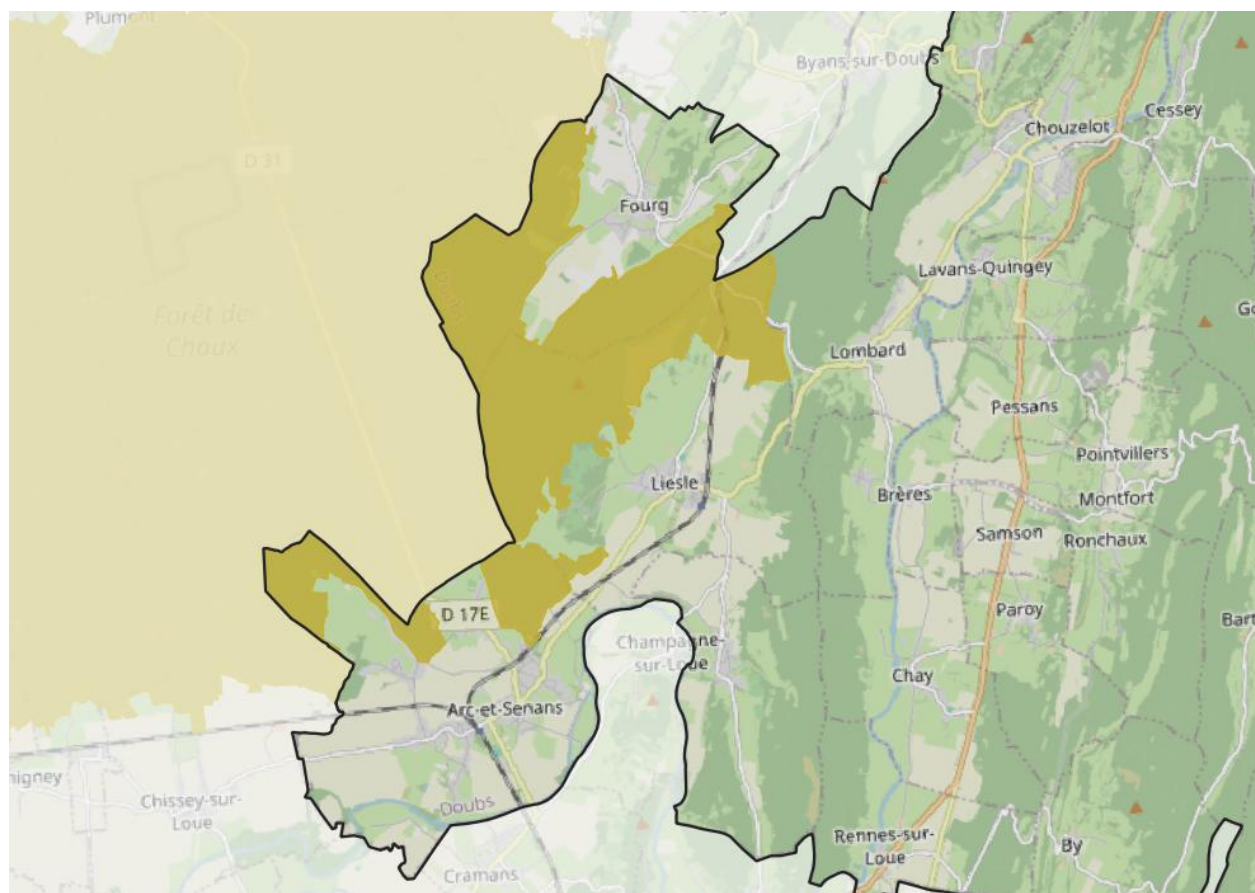 Plumont
Byans-sur-Doubs
Cessey
Chouzelot
D 31
Fourg
Lavans-Quingey
Doubs
Forêt de
Chaux
Lombard
Pessans
Pointvillers
Liesle
Brères
Montfort
Samson
Ronchaux
D 17E
Paroy
Champagne-
sur-Loue
Chay
Arc-et-Senans
Chissey-sur-
Loue
Doubs
Rennes-sur-
Loue
By
Cramans